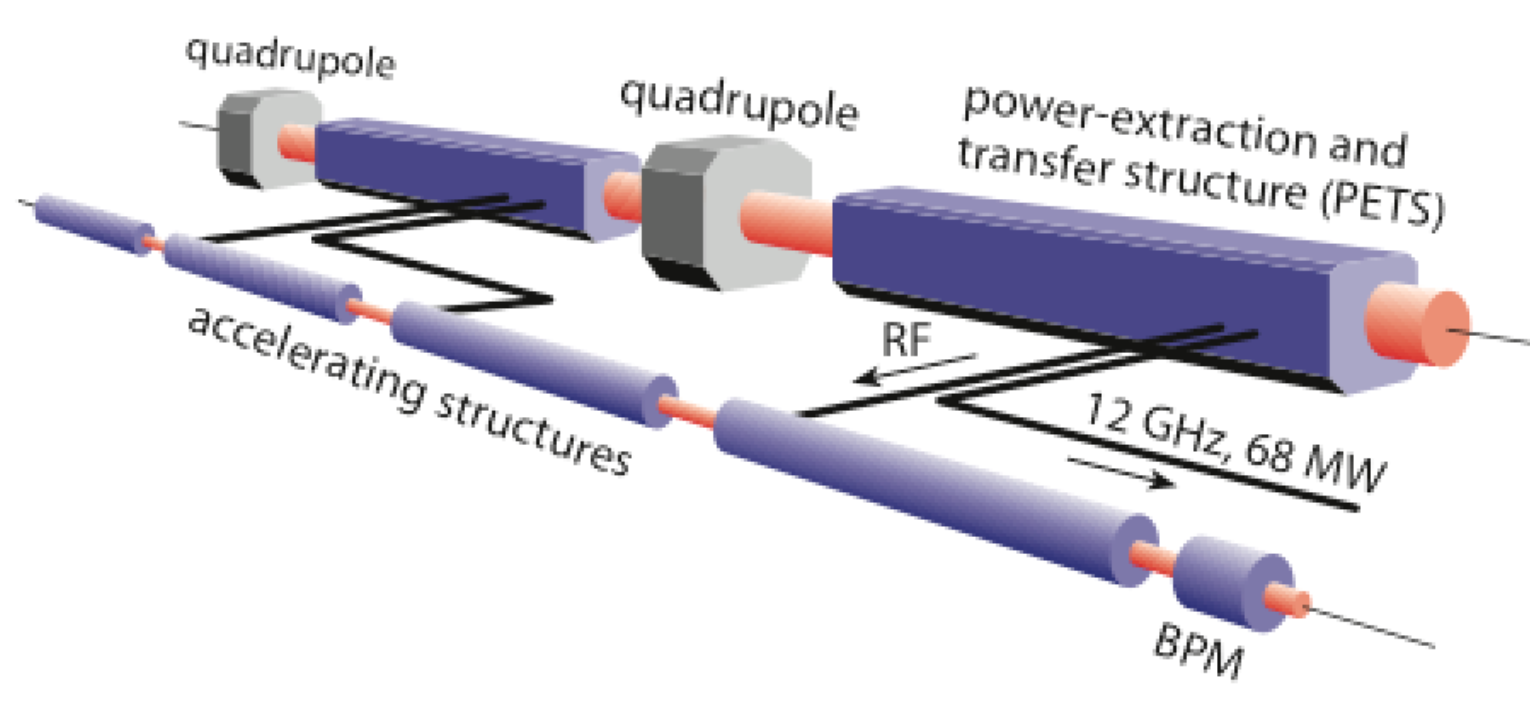 quadrupole
quadrupole
power-extraction and
transfer structure (PETS)
RF
accelerating structures
12 GHz, 68 MW
BPM